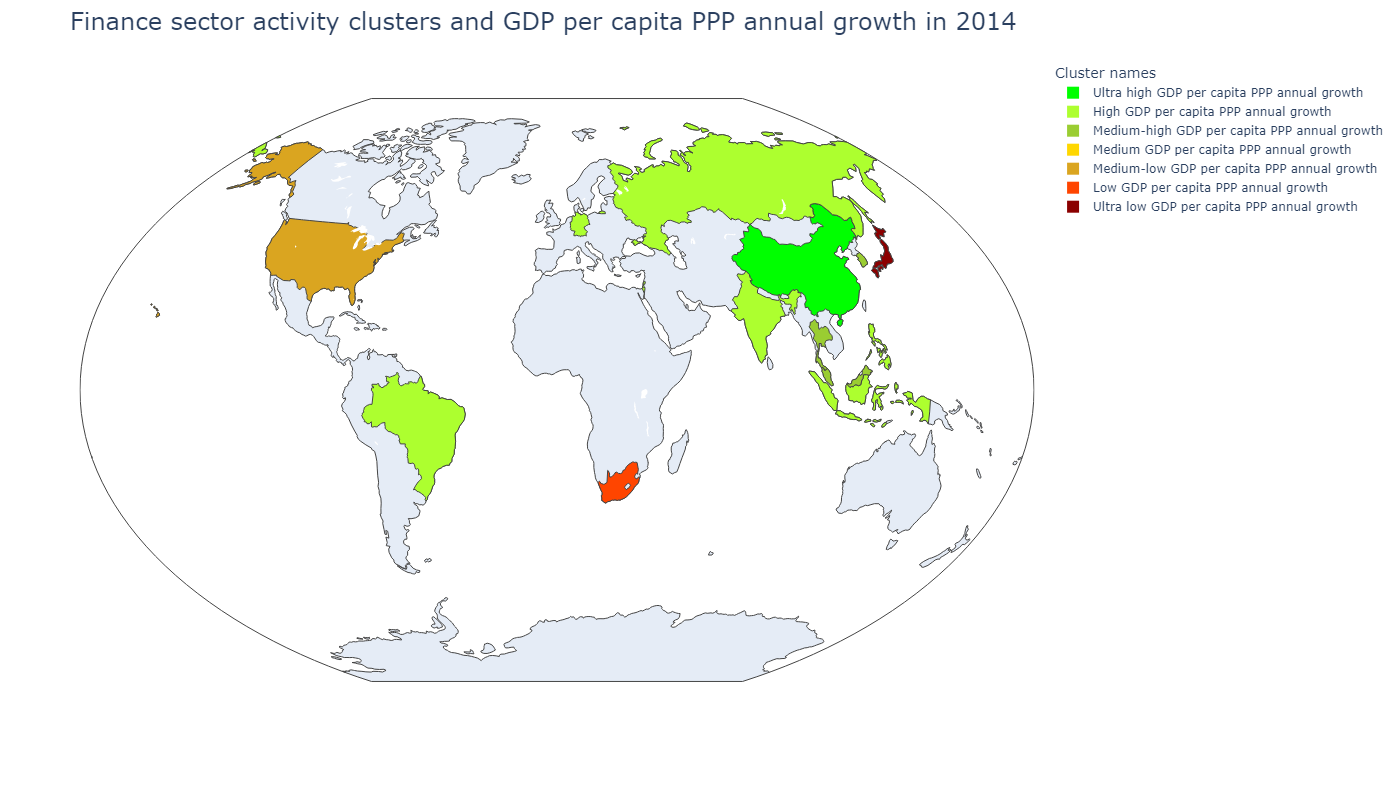 Finance sector activity clusters and GDP per capita PPP annual growth in 2014
Cluster names
Ultra high GDP per capita PPP annual growth
High GDP per capita PPP annual growth
Medium-high GDP per capita PPP annual growth
Medium GDP per capita PPP annual growth
Medium-low GDP per capita PPP annual growth
Low GDP per capita PPP annual growth
Ultra low GDP per capita PPP annual growth